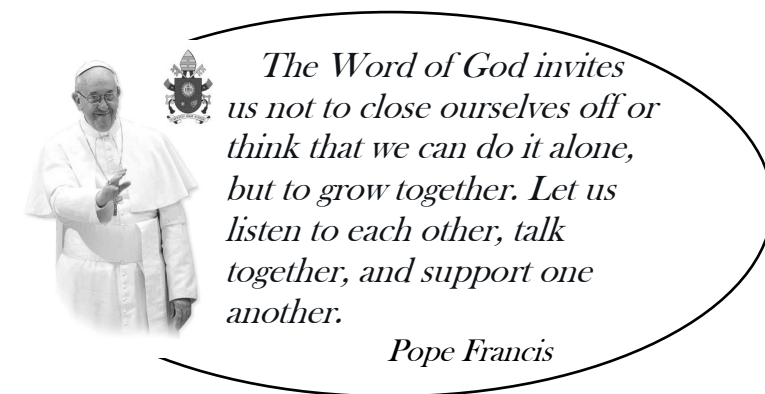 The Word of God invites
us not to close ourselves off or
think that we can do it alone,
but to grow together. Let us
listen to each other, talk
together, and support one
another.
Pope Francis